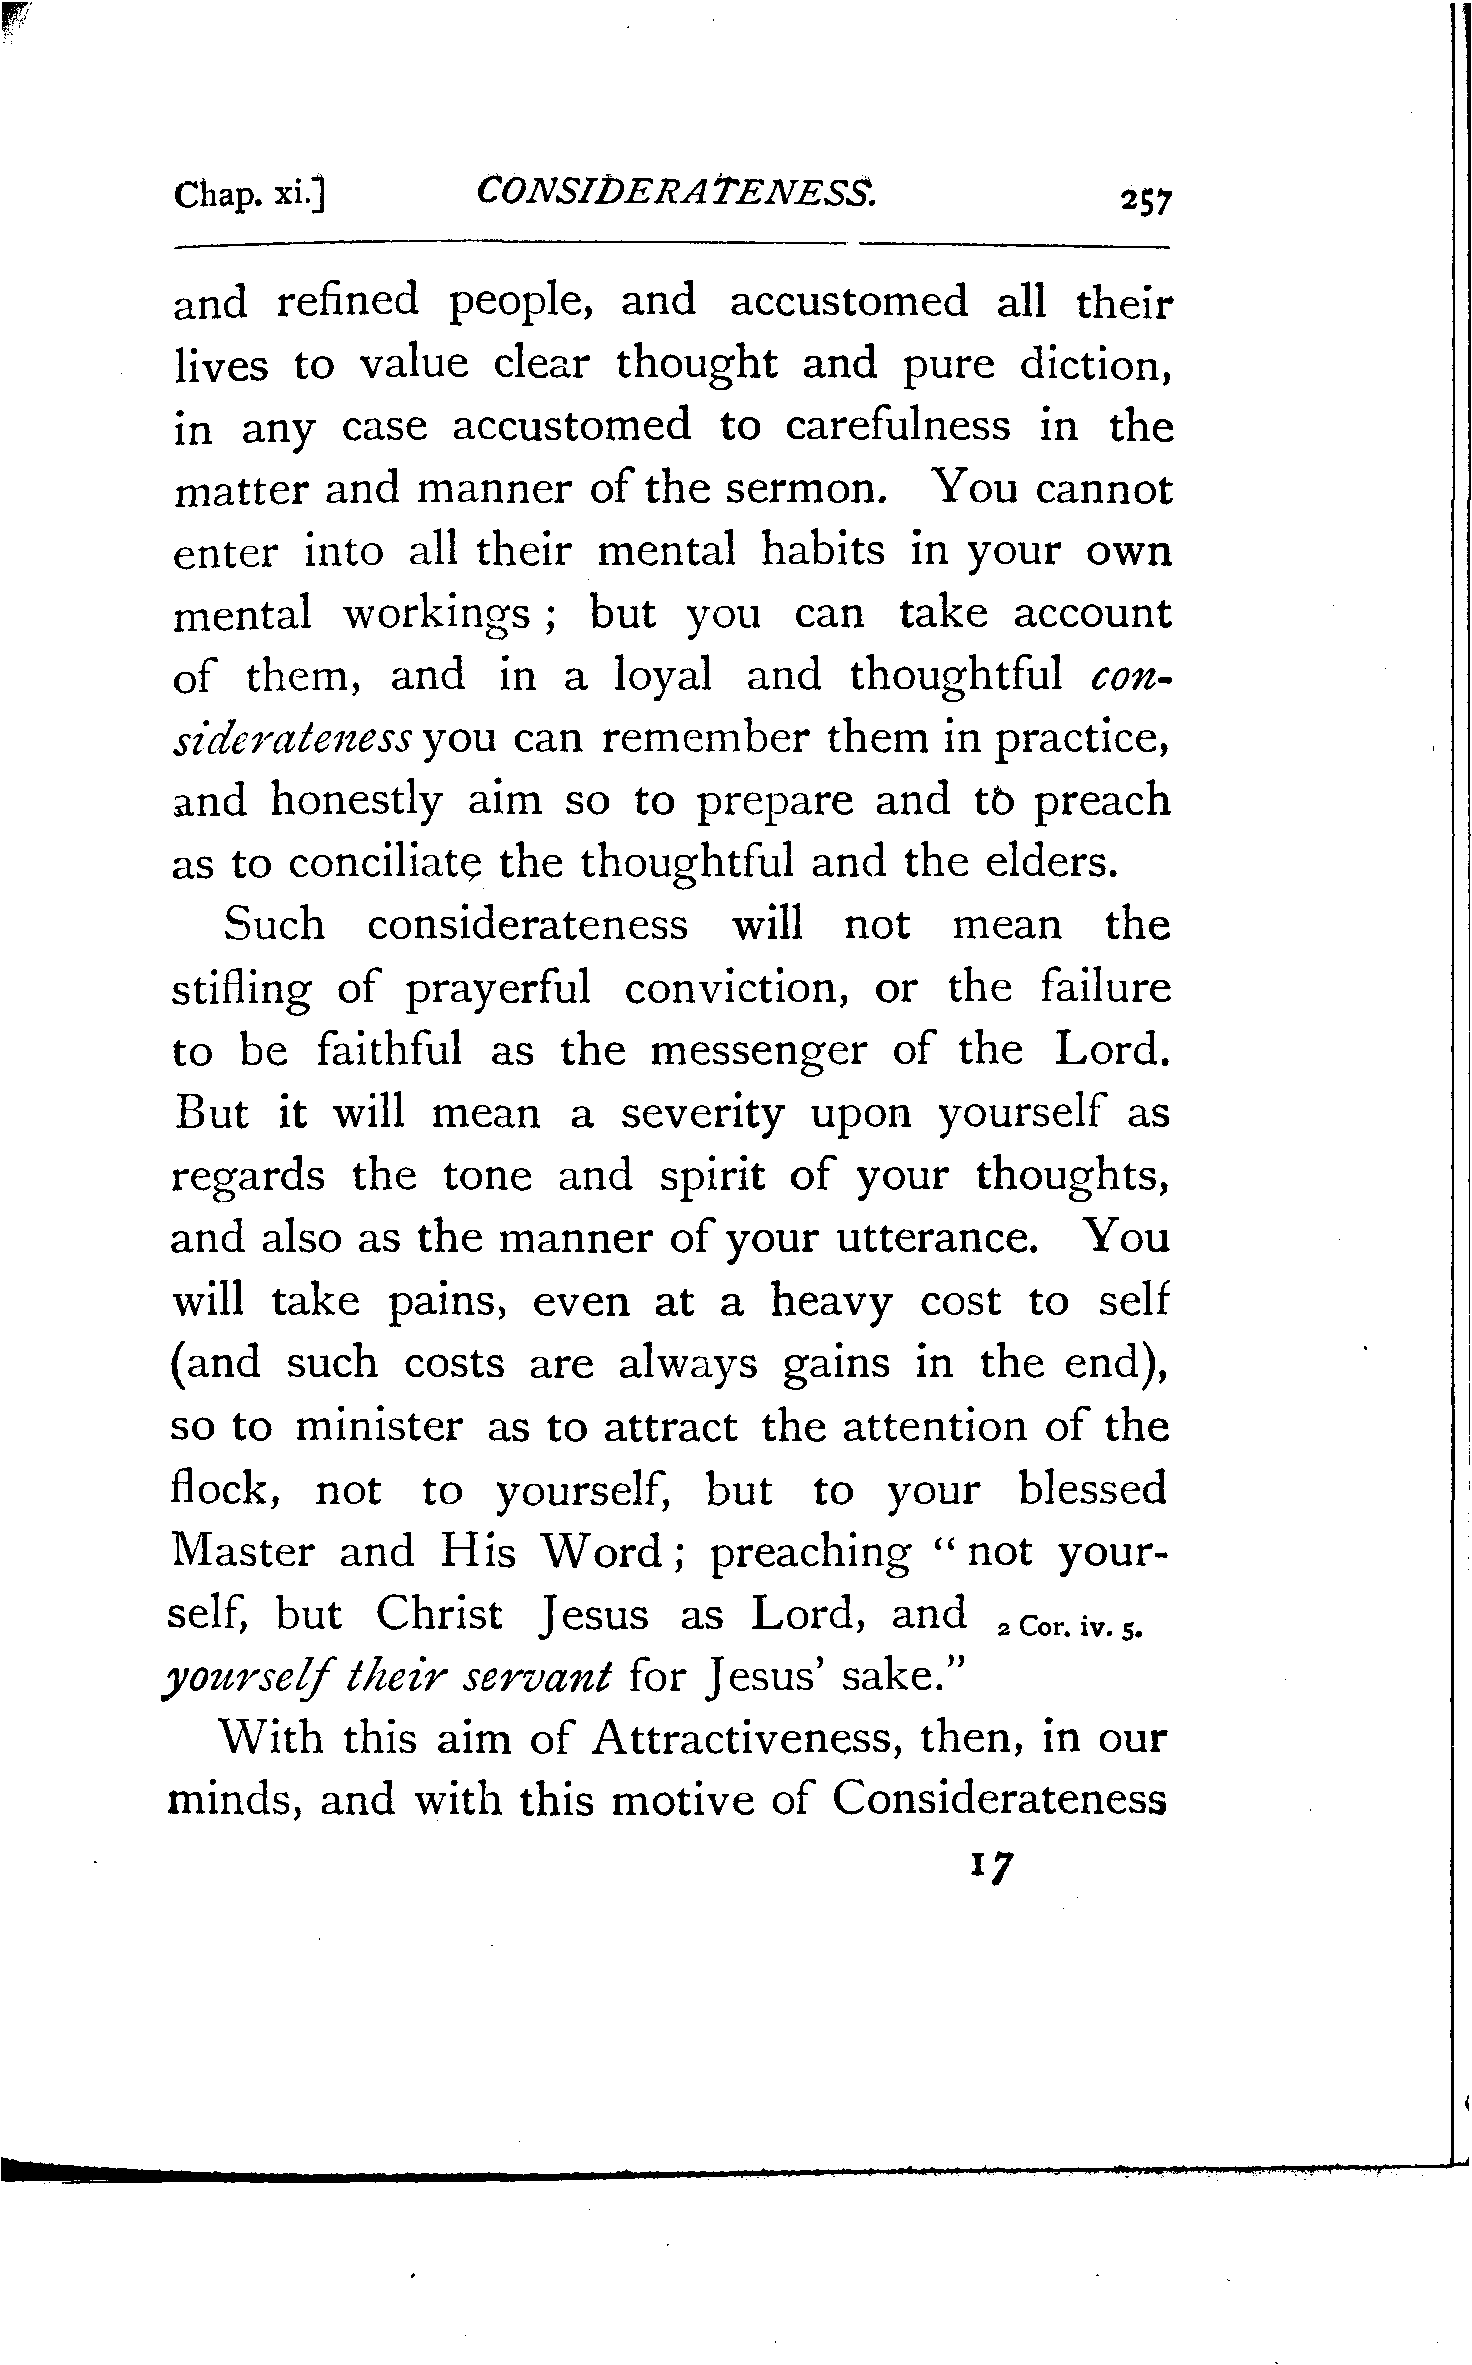 Chap. xi.] CONSIDERATENESS. 257
and refined people, and accustomed all their
lives to value clear thought and pure diction,
in any case accustomed to carefulness in the
matter and manner of the sermon. You cannot
enter into all their mental habits in your own
mental workings ; but you can take account
of them, and in a loyal and thoughtful con-
siderateness you can remember them in practice,
and honestly aim so to prepare and to preach
as to conciliate the thoughtful and the elders.
Such considerateness will not mean the
stifling of prayerful conviction, or the failure
to be faithful as the messenger of the Lord.
But it will mean a severity upon yourself as
regards the tone and spirit of your thoughts,
and also as the manner of your utterance. You
will take pains, even at a heavy cost to self
(and such costs are always gains in the end),
so to minister as to attract the attention of the
flock, not to yourself, but to your blessed
Master and His Word ; preaching “ not your-
self, but Christ Jesus as Lord, and 2 Cor. iv. 5.
yourself their servant for Jesus’ sake.”
With this aim of Attractiveness, then, in our
minds, and with this motive of Considerateness
17